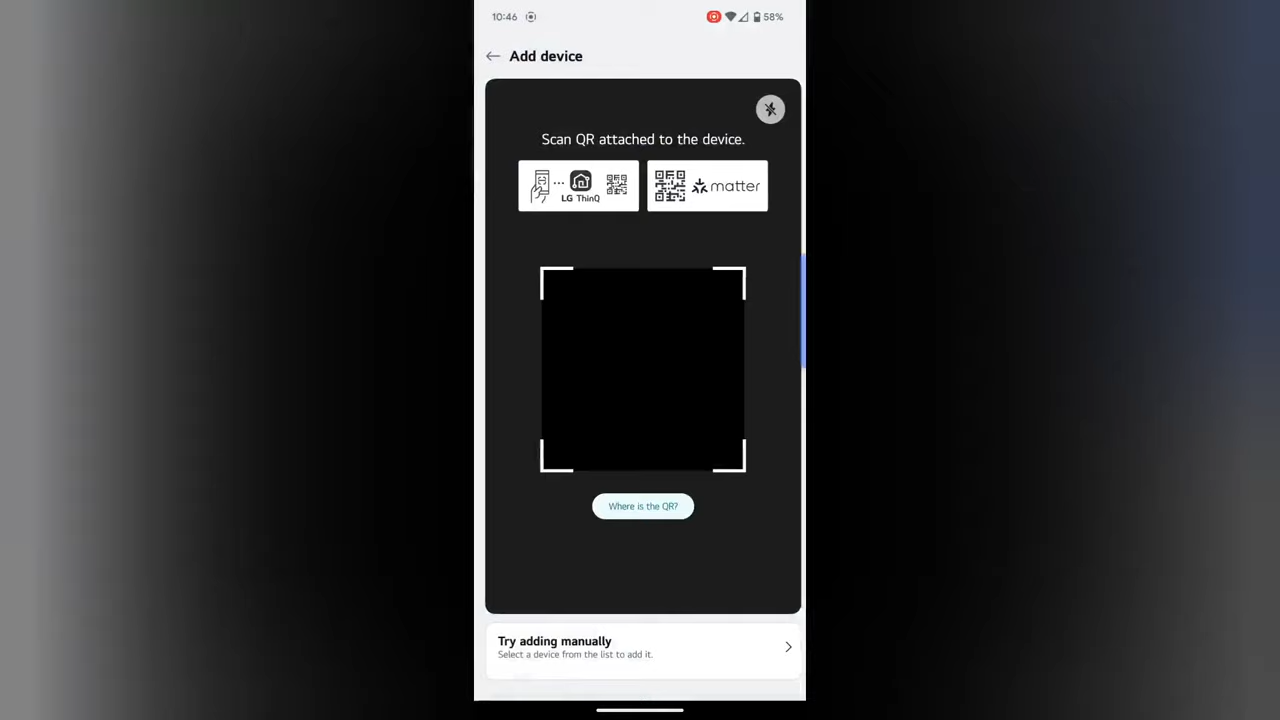 10:46
58%
Add device
Scan QR attached to the device.
LG ThinQ
matter
Where is the QR?
Try adding manually
Select a device from the list to add it.